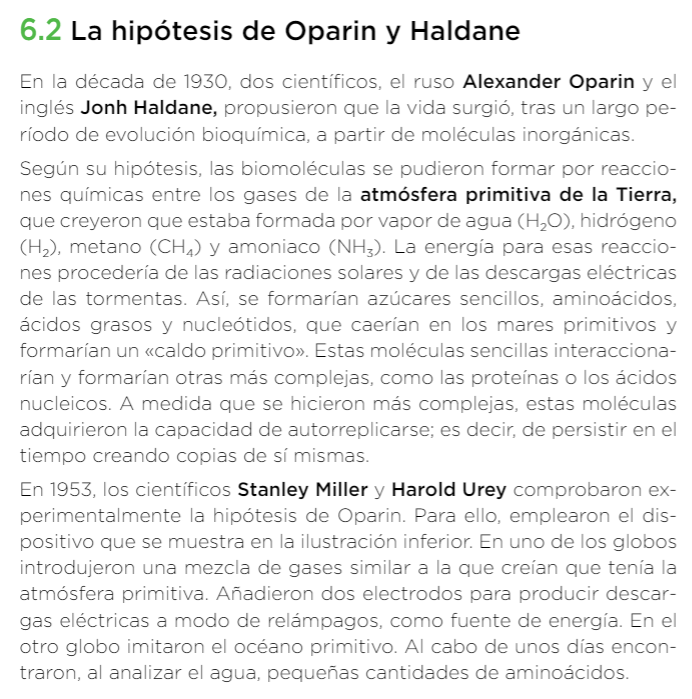 6.2 La hipótesis de Oparin y Haldane
En la década de 1930, dos científicos, el ruso Alexander Oparin y el
inglés Jonh Haldane, propusieron que la vida surgió, tras un largo pe-
ríodo de evolución bioquímica, a partir de moléculas inorgánicas.
Según su hipótesis, las biomoléculas se pudieron formar por reaccio-
nes químicas entre los gases de la atmósfera primitiva de la Tierra,
que creyeron que estaba formada por vapor de agua (H₂O), hidrógeno
(H₂), metano (CH₄) y amoniaco (NH₃). La energía para esas reaccio-
nes procedería de las radiaciones solares y de las descargas eléctricas
de las tormentas. Así, se formarían azúcares sencillos, aminoácidos,
ácidos grasos y nucleótidos, que caerían en los mares primitivos y
formarían un «caldo primitivo». Estas moléculas sencillas interacciona-
rían y formarían otras más complejas, como las proteínas o los ácidos
nucleicos. A medida que se hicieron más complejas, estas moléculas
adquirieron la capacidad de autorreplicarse; es decir, de persistir en el
tiempo creando copias de sí mismas.
En 1953, los científicos Stanley Miller y Harold Urey comprobaron ex-
perimentalmente la hipótesis de Oparin. Para ello, emplearon el dis-
positivo que se muestra en la ilustración inferior. En uno de los globos
introdujeron una mezcla de gases similar a la que creían que tenía la
atmósfera primitiva. Añadieron dos electrodos para producir descar-
gas eléctricas a modo de relámpagos, como fuente de energía. En el
otro globo imitaron el océano primitivo. Al cabo de unos días encon-
traron, al analizar el agua, pequeñas cantidades de aminoácidos.